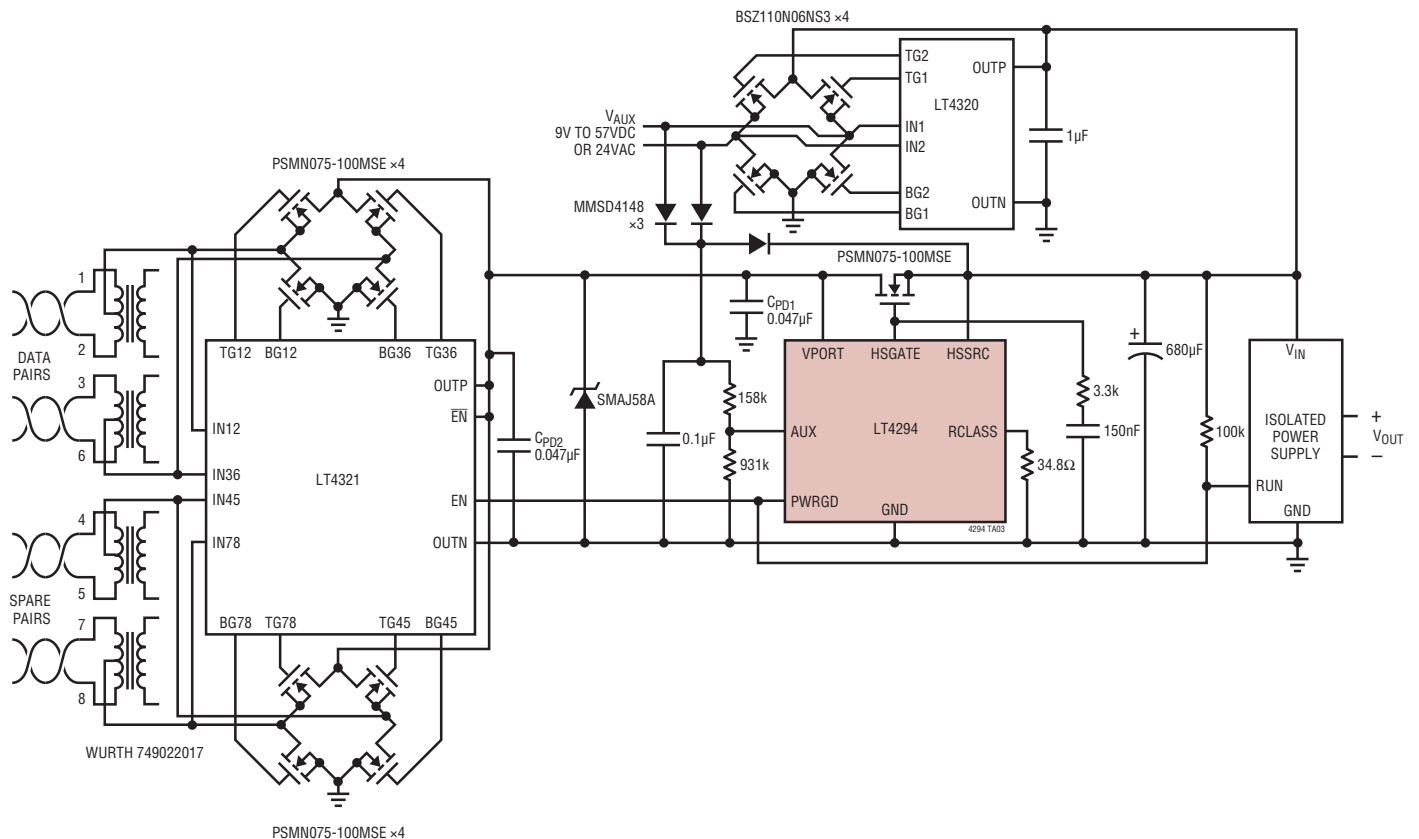 BSZ110N06NS3 ×4
TG2
TG1
OUTP
LT4320
VAUX
9V TO 57VDC
OR 24VAC
IN1
IN2
1µF
BG2
BG1
OUTN
MMSD4148
×3
PSMN075-100MSE ×4
PSMN075-100MSE
1
2
DATA
PAIRS
3
6
4
5
SPARE
PAIRS
7
8
WURTH 749022017
TG12
BG12
BG36
TG36
OUTP
EN
IN12
IN36
LT4321
IN45
EN
IN78
OUTN
BG78
TG78
TG45
BG45
PSMN075-100MSE ×4
CPD2
0.047µF
SMAJ58A
CPD1
0.047µF
0.1µF
158k
931k
VPORT
HSGATE
HSSRC
AUX
LT4294
RCLASS
PWRGD
GND
4294 TA03
34.8Ω
3.3k
150nF
+
680µF
100k
VIN
ISOLATED
POWER
SUPPLY
RUN
GND
+
VOUT
–